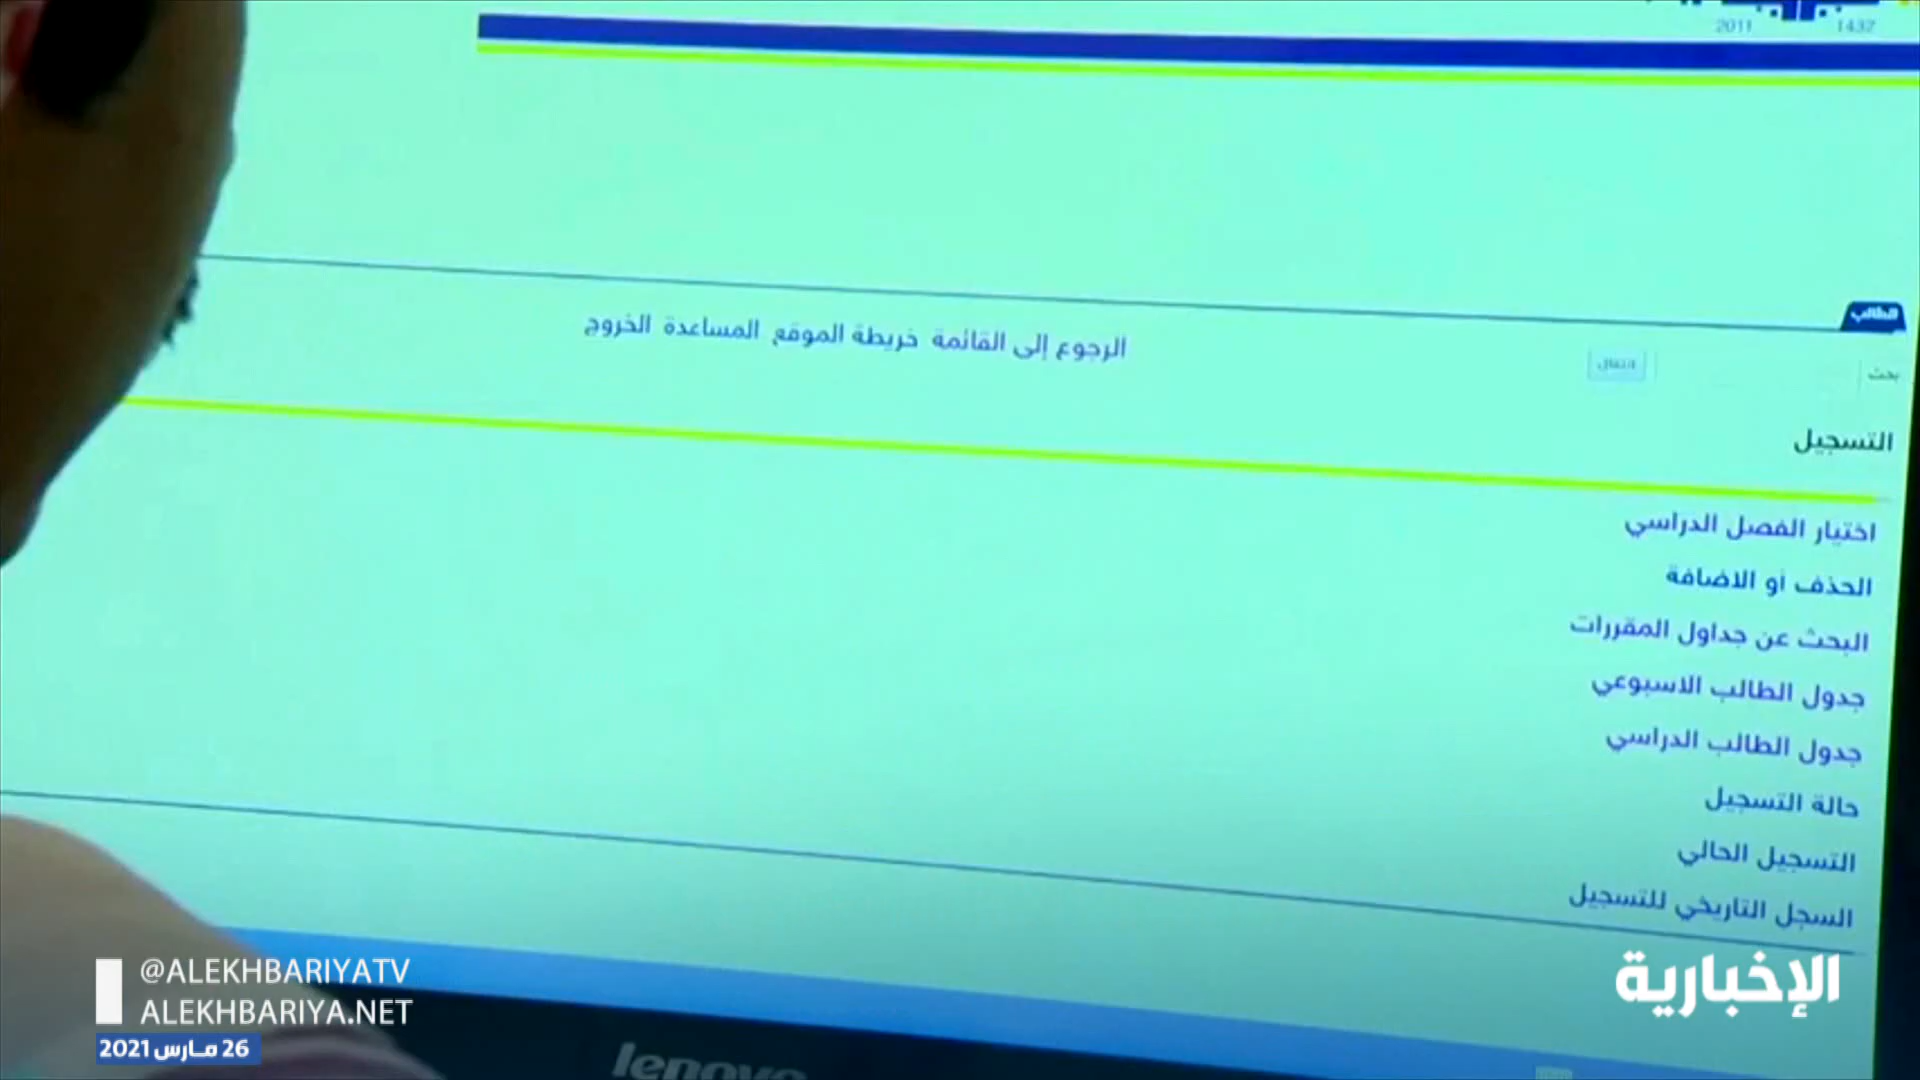 2011 1432
الطالب
بحث انتقال الرجوع إلى القائمة خريطة الموقع المساعدة الخروج
التسجيل
اختيار الفصل الدراسي
الحذف أو الاضافة
البحث عن جداول المقررات
جدول الطالب الاسبوعي
جدول الطالب الدراسي
حالة التسجيل
التسجيل الحالي
السجل التاريخي للتسجيل
الإخبارية
@ALEKHBARIYATV
ALEKHBARIYA.NET
26 مارس 2021
lenovo